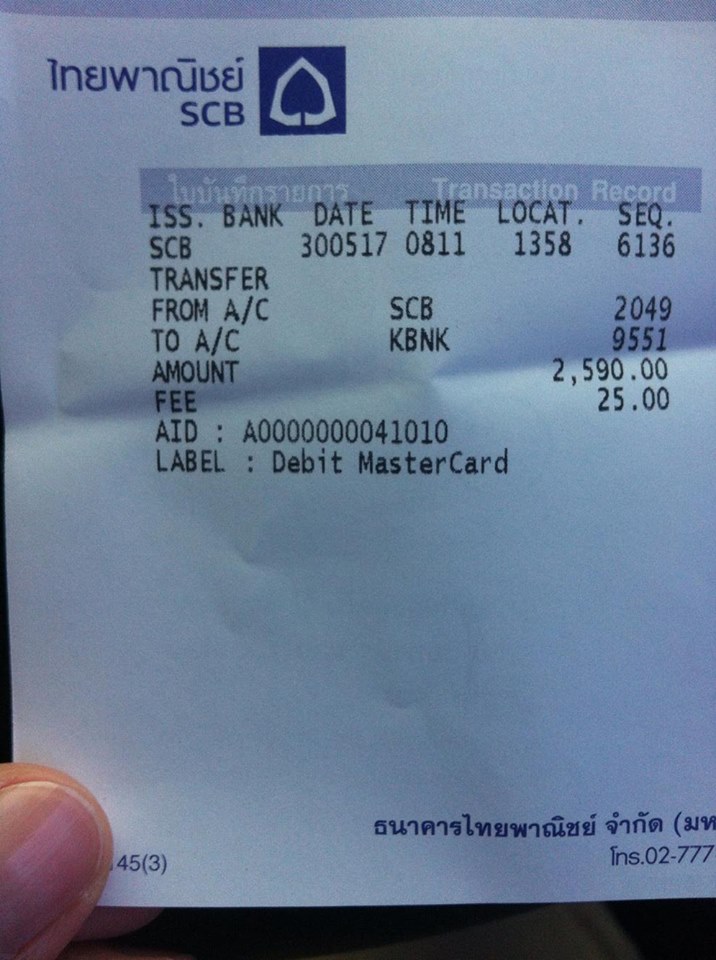 ไทยพาณิชย์
SCB
ใบบันทึกรายการ Transaction Record
ISS. BANK DATE TIME LOCAT. SEQ.
SCB 300517 0811 1358 6136
TRANSFER
FROM A/C SCB 2049
TO A/C KBNK 9551
AMOUNT 2,590.00
FEE 25.00
AID : A0000000041010
LABEL : Debit MasterCard
ธนาคารไทยพาณิชย์ จำกัด (มห
45(3) โทร.02-777